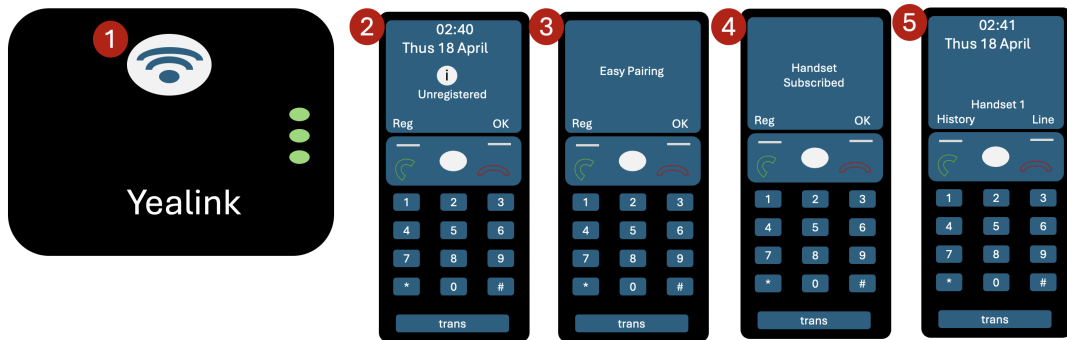 1
Yealink
2
02:40
Thus 18 April
i
Unregistered
Reg OK
1 2 3
4 5 6
7 8 9
* 0 #
trans
3
Easy Pairing
Reg OK
1 2 3
4 5 6
7 8 9
* 0 #
trans
4
Handset
Subscribed
Reg OK
1 2 3
4 5 6
7 8 9
* 0 #
trans
5
02:41
Thus 18 April
Handset 1
History Line
1 2 3
4 5 6
7 8 9
* 0 #
trans